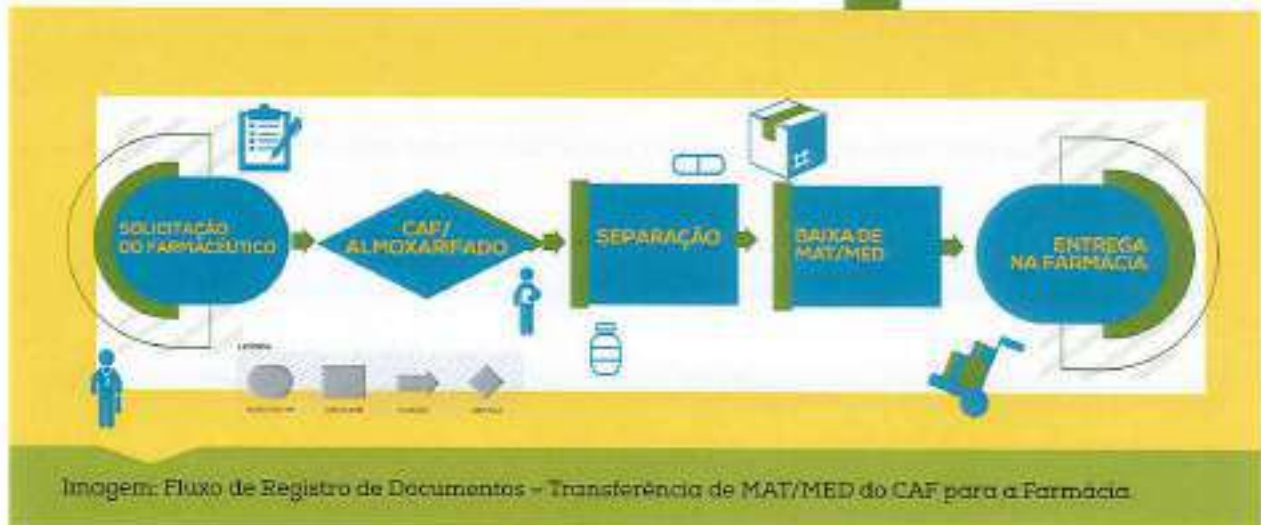 SOLICITAÇÃO
DO FARMACÊUTICO
CAF/
ALMOXARIFADO
SEPARAÇÃO
BAIXA DE
MAT/MED
ENTREGA
NA FARMÁCIA
LEGENDA
Imagem: Fluxo de Registro de Documentos – Transferência de MAT/MED do CAF para a Farmácia.